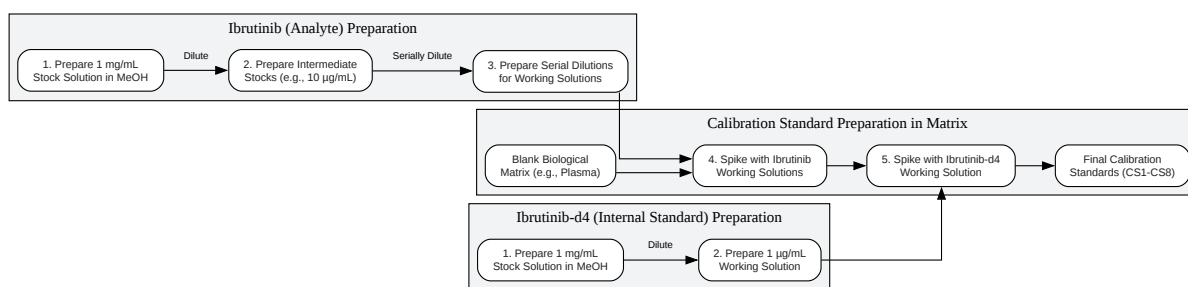 Ibrutinib (Analyte) Preparation
1. Prepare 1 mg/mL
Stock Solution in MeOH
Dilute
2. Prepare Intermediate
Stocks (e.g., 10 µg/mL)
Serially Dilute
3. Prepare Serial Dilutions
for Working Solutions
Calibration Standard Preparation in Matrix
Blank Biological
Matrix (e.g., Plasma)
4. Spike with Ibrutinib
Working Solutions
5. Spike with Ibrutinib-d4
Working Solution
Final Calibration
Standards (CS1-CS8)
Ibrutinib-d4 (Internal Standard) Preparation
1. Prepare 1 mg/mL
Stock Solution in MeOH
Dilute
2. Prepare 1 µg/mL
Working Solution